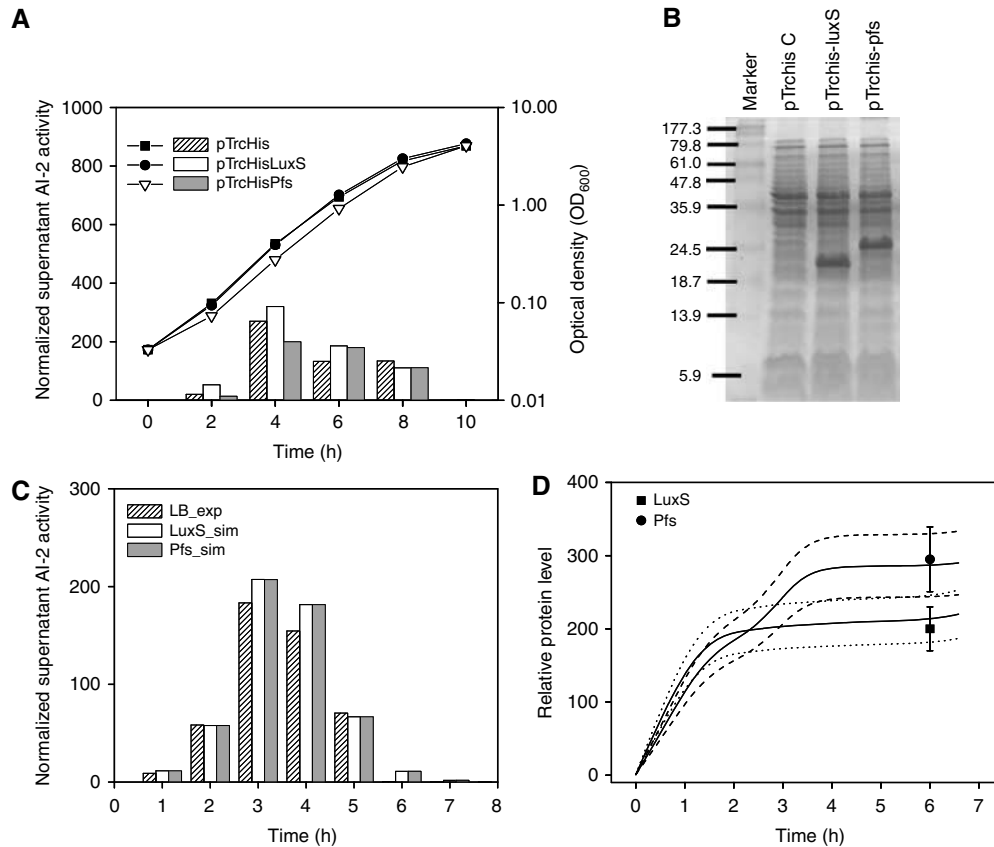 A
1000
800
600
400
200
0
Normalized supernatant AI-2 activity
pTrcHis
pTrcHisLuxS
pTrcHisPfs
10.00
1.00
0.10
0.01
Optical density (OD600)
0 2 4 6 8 10
Time (h)
B
Marker
pTrchis C
pTrchis-luxS
pTrchis-pfs
177.3
79.8
61.0
47.8
35.9
24.5
18.7
13.9
5.9
C
300
200
100
0
Normalized supernatant AI-2 activity
LB_exp
LuxS_sim
Pfs_sim
0 1 2 3 4 5 6 7 8
Time (h)
D
400
300
200
100
0
Relative protein level
LuxS
Pfs
0 1 2 3 4 5 6 7
Time (h)